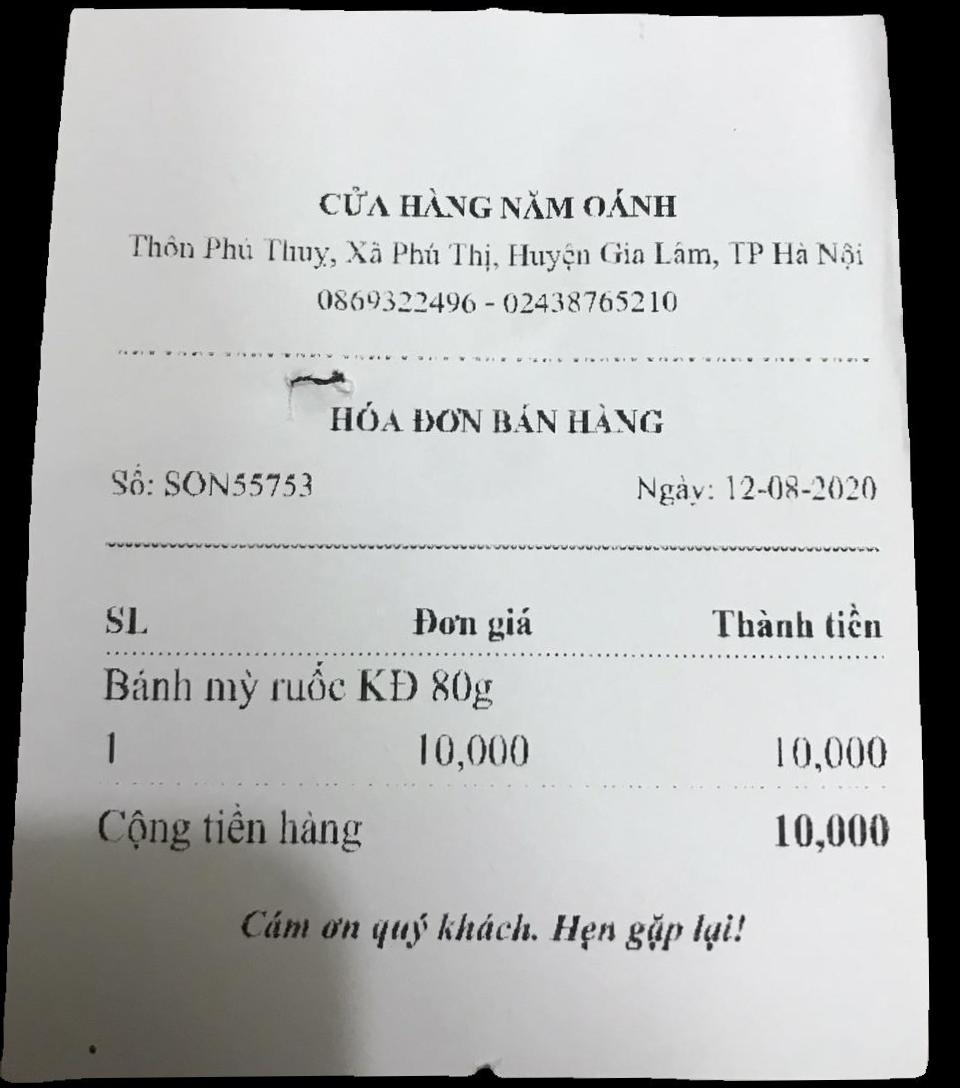 CỬA HÀNG NĂM OÁNH
Thôn Phú Thuỵ, Xã Phú Thị, Huyện Gia Lâm, TP Hà Nội
0869322496 - 02438765210
HÓA ĐƠN BÁN HÀNG
Số: SON55753 Ngày: 12-08-2020
SL Đơn giá Thành tiền
Bánh mỳ ruốc KĐ 80g
1 10,000 10,000
Cộng tiền hàng 10,000
Cám ơn quý khách. Hẹn gặp lại!